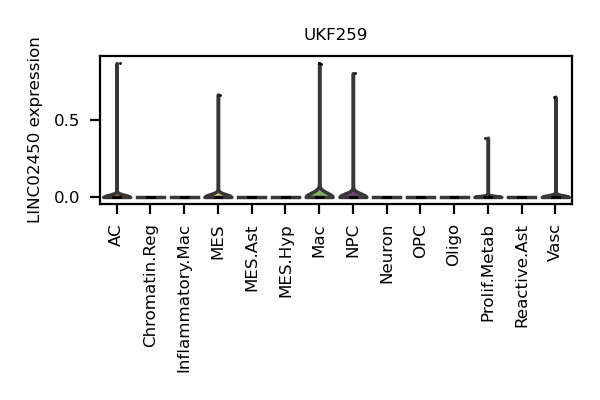 UKF259
LINC02450 expression
0.5
0.0
AC
Chromatin.Reg
Inflammatory.Mac
MES
MES.Ast
MES.Hyp
Mac
NPC
Neuron
OPC
Oligo
Prolif.Metab
Reactive.Ast
Vasc